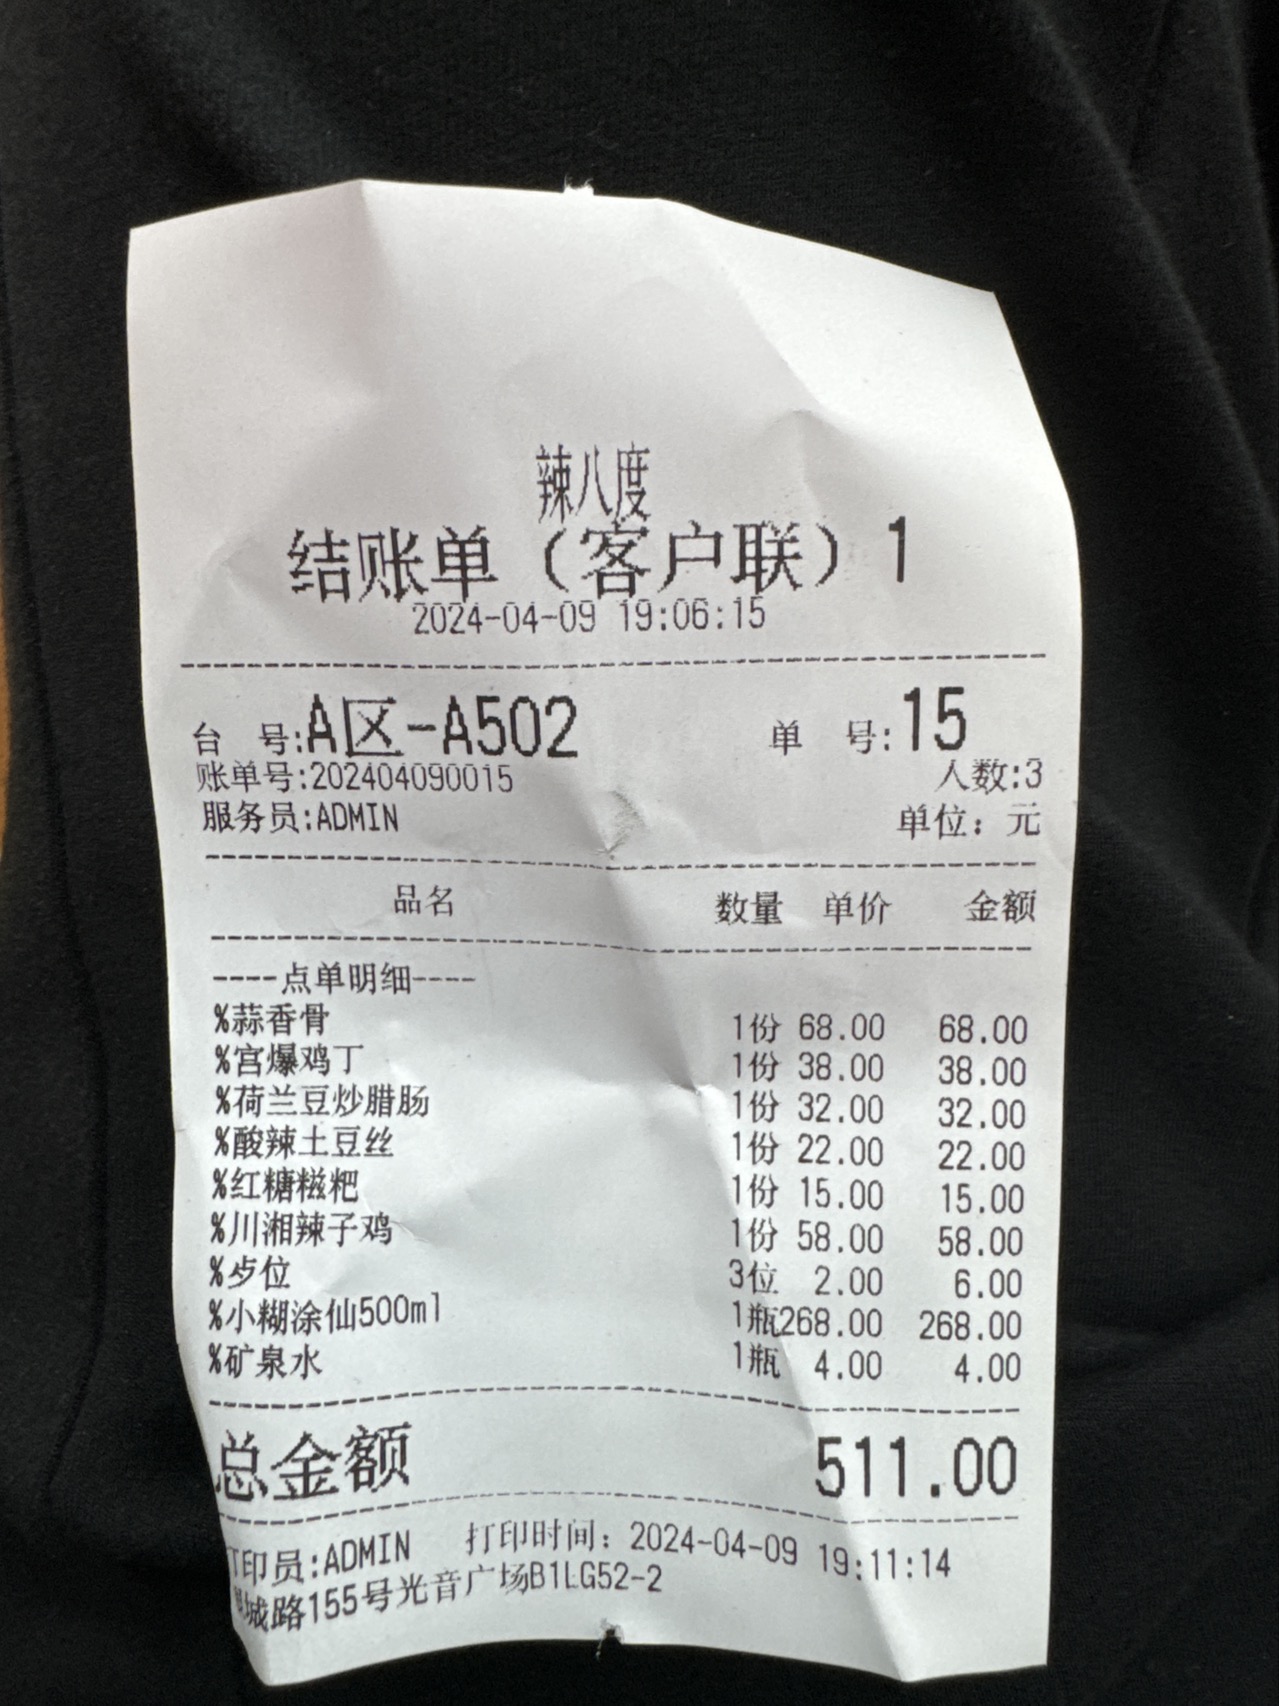 辣八度
结账单（客户联）1
2024-04-09 19:06:15
台 号:A区-A502 单 号:15
账单号:202404090015 人数:3
服务员:ADMIN 单位：元
品名 数量 单价 金额
----点单明细----
%蒜香骨 1份 68.00 68.00
%宫爆鸡丁 1份 38.00 38.00
%荷兰豆炒腊肠 1份 32.00 32.00
%酸辣土豆丝 1份 22.00 22.00
%红糖糍粑 1份 15.00 15.00
%川湘辣子鸡 1份 58.00 58.00
%歺位 3位 2.00 6.00
%小糊涂仙500ml 1瓶 268.00 268.00
%矿泉水 1瓶 4.00 4.00
总金额 511.00
打印员:ADMIN 打印时间：2024-04-09 19:11:14
城路155号光音广场B1LG52-2